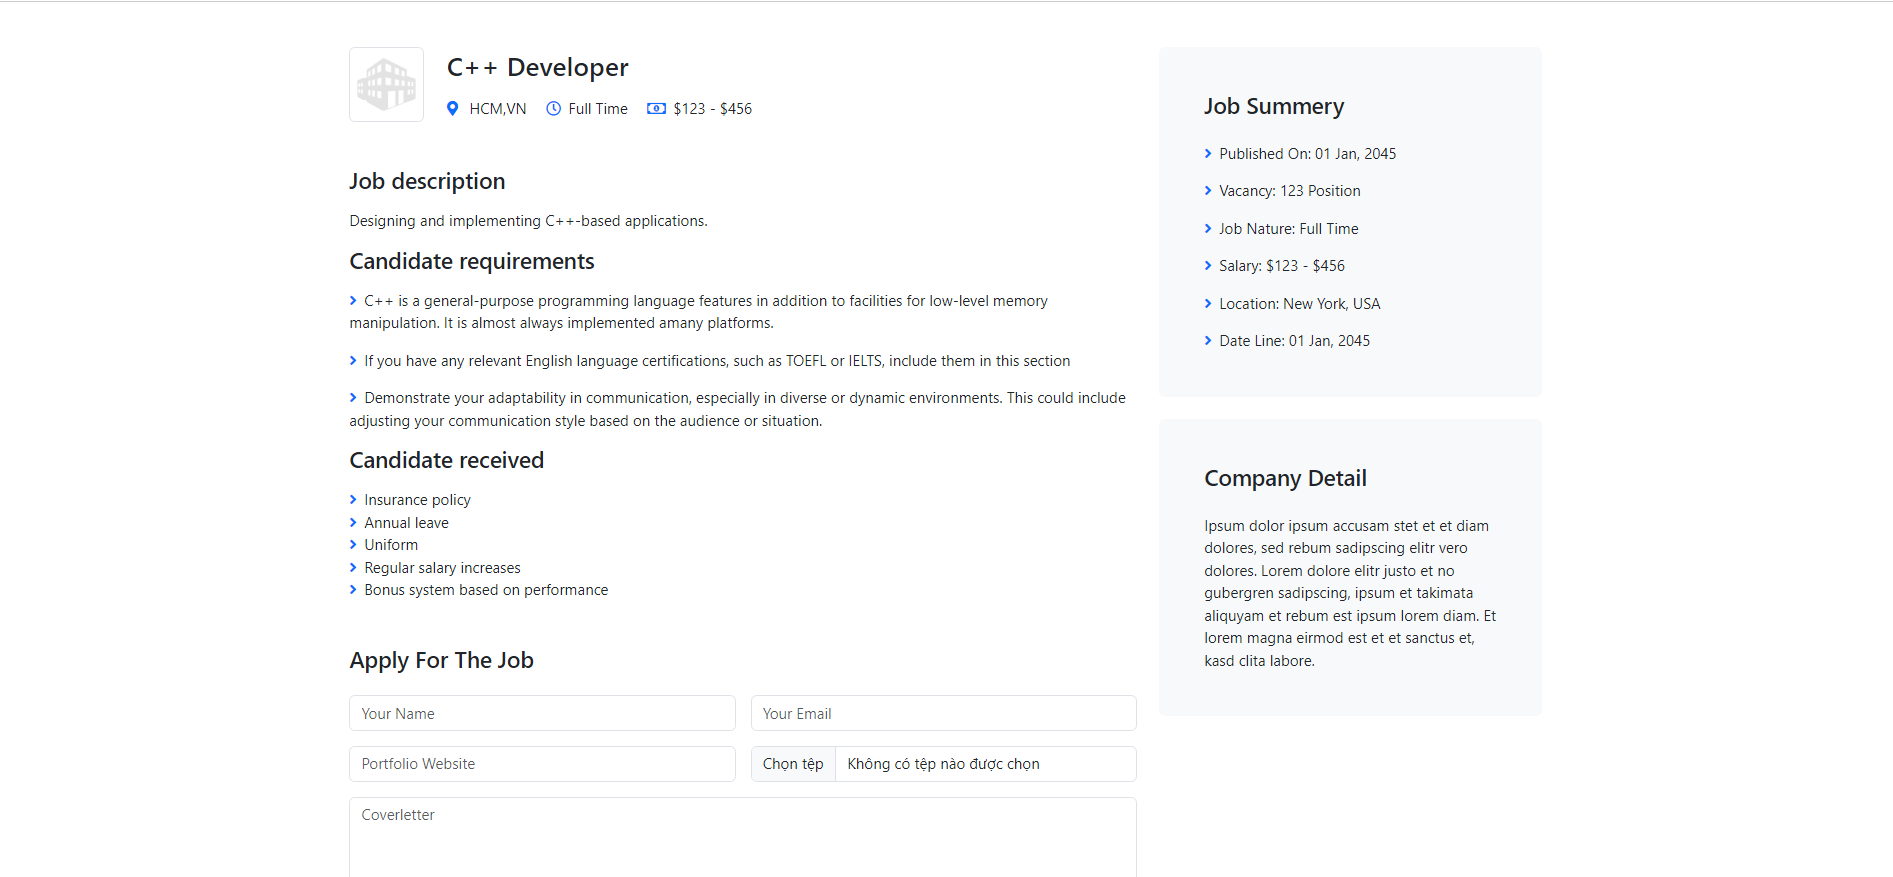 C++ Developer
HCM,VN Full Time $123 - $456
Job description
Designing and implementing C++-based applications.
Candidate requirements
C++ is a general-purpose programming language features in addition to facilities for low-level memory
manipulation. It is almost always implemented amany platforms.
If you have any relevant English language certifications, such as TOEFL or IELTS, include them in this section
Demonstrate your adaptability in communication, especially in diverse or dynamic environments. This could include
adjusting your communication style based on the audience or situation.
Candidate received
Insurance policy
Annual leave
Uniform
Regular salary increases
Bonus system based on performance
Apply For The Job
Your Name
Your Email
Portfolio Website
Chọn tệp Không có tệp nào được chọn
Coverletter
Job Summery
Published On: 01 Jan, 2045
Vacancy: 123 Position
Job Nature: Full Time
Salary: $123 - $456
Location: New York, USA
Date Line: 01 Jan, 2045
Company Detail
Ipsum dolor ipsum accusam stet et et diam
dolores, sed rebum sadipscing elitr vero
dolores. Lorem dolore elitr justo et no
gubergren sadipscing, ipsum et takimata
aliquyam et rebum est ipsum lorem diam. Et
lorem magna eirmod est et et sanctus et,
kasd clita labore.